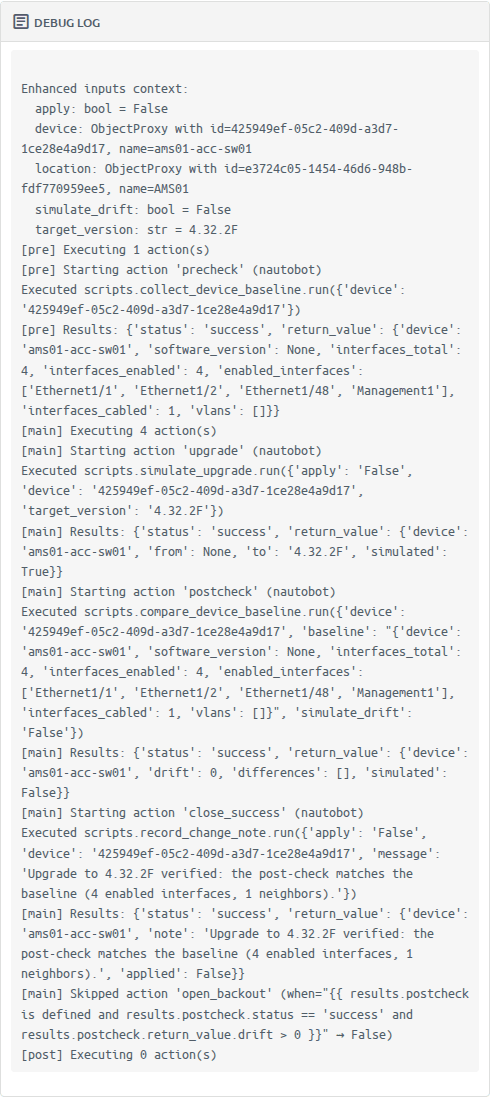 DEBUG LOG
Enhanced inputs context:
  apply: bool = False
  device: ObjectProxy with id=425949ef-05c2-409d-a3d7-
1ce28e4a9d17, name=ams01-acc-sw01
  location: ObjectProxy with id=e3724c05-1454-46d6-948b-
fdf770959ee5, name=AMS01
  simulate_drift: bool = False
  target_version: str = 4.32.2F
[pre] Executing 1 action(s)
[pre] Starting action 'precheck' (nautobot)
Executed scripts.collect_device_baseline.run({'device':
'425949ef-05c2-409d-a3d7-1ce28e4a9d17'})
[pre] Results: {'status': 'success', 'return_value': {'device':
'ams01-acc-sw01', 'software_version': None, 'interfaces_total':
4, 'interfaces_enabled': 4, 'enabled_interfaces':
['Ethernet1/1', 'Ethernet1/2', 'Ethernet1/48', 'Management1'],
'interfaces_cabled': 1, 'vlans': []}}
[main] Executing 4 action(s)
[main] Starting action 'upgrade' (nautobot)
Executed scripts.simulate_upgrade.run({'apply': 'False',
'device': '425949ef-05c2-409d-a3d7-1ce28e4a9d17',
'target_version': '4.32.2F'})
[main] Results: {'status': 'success', 'return_value': {'device':
'ams01-acc-sw01', 'from': None, 'to': '4.32.2F', 'simulated':
True}}
[main] Starting action 'postcheck' (nautobot)
Executed scripts.compare_device_baseline.run({'device':
'425949ef-05c2-409d-a3d7-1ce28e4a9d17', 'baseline': "{'device':
'ams01-acc-sw01', 'software_version': None, 'interfaces_total':
4, 'interfaces_enabled': 4, 'enabled_interfaces':
['Ethernet1/1', 'Ethernet1/2', 'Ethernet1/48', 'Management1'],
'interfaces_cabled': 1, 'vlans': []}", 'simulate_drift':
'False'})
[main] Results: {'status': 'success', 'return_value': {'device':
'ams01-acc-sw01', 'drift': 0, 'differences': [], 'simulated':
False}}
[main] Starting action 'close_success' (nautobot)
Executed scripts.record_change_note.run({'apply': 'False',
'device': '425949ef-05c2-409d-a3d7-1ce28e4a9d17', 'message':
'Upgrade to 4.32.2F verified: the post-check matches the
baseline (4 enabled interfaces, 1 neighbors).'})
[main] Results: {'status': 'success', 'return_value': {'device':
'ams01-acc-sw01', 'note': 'Upgrade to 4.32.2F verified: the
post-check matches the baseline (4 enabled interfaces, 1
neighbors).', 'applied': False}}
[main] Skipped action 'open_backout' (when="{{ results.postcheck
is defined and results.postcheck.status == 'success' and
results.postcheck.return_value.drift > 0 }}" → False)
[post] Executing 0 action(s)